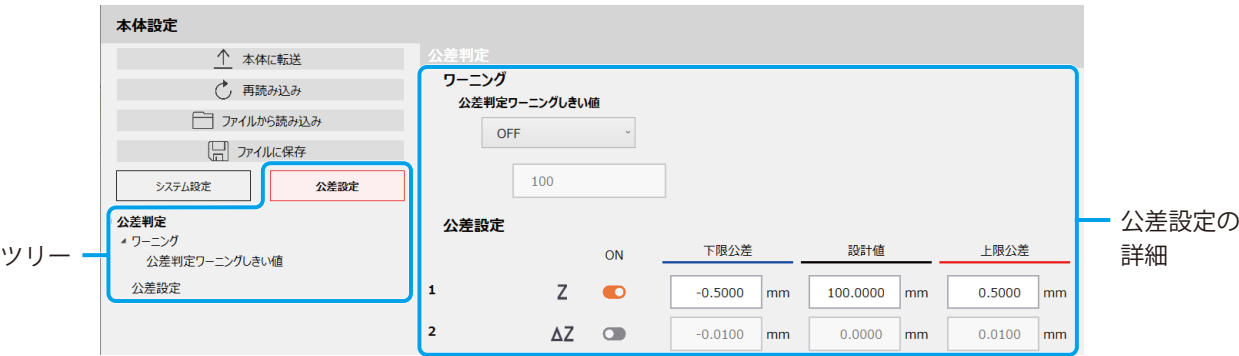 本体設定
本体に転送
再読み込み
ファイルから読み込み
ファイルに保存
システム設定
公差設定
公差判定
ワーニング
公差判定ワーニングしきい値
公差設定
ツリー
公差判定
ワーニング
公差判定ワーニングしきい値
OFF
100
公差設定
ON 下限公差 設計値 上限公差
1 Z -0.5000 mm 100.0000 mm 0.5000 mm
2 ΔZ -0.0100 mm 0.0000 mm 0.0100 mm
公差設定の
詳細